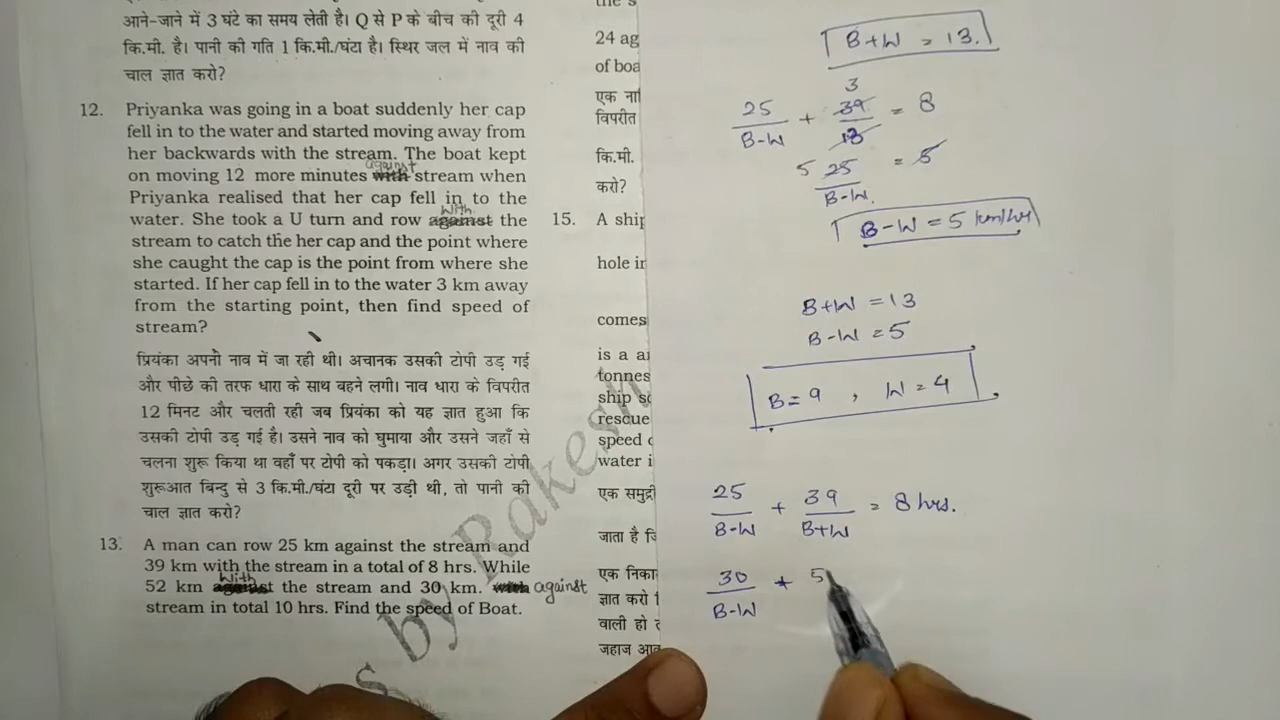 आने-जाने में 3 घंटे का समय लेती है। Q से P के बीच की दूरी 4
कि.मी. है। पानी की गति 1 कि.मी./घंटा है। स्थिर जल में नाव की
चाल ज्ञात करो?
12. Priyanka was going in a boat suddenly her cap
fell in to the water and started moving away from
her backwards with the stream. The boat kept
on moving 12 more minutes with against stream when
Priyanka realised that her cap fell in to the
water. She took a U turn and row against with the
stream to catch the her cap and the point where
she caught the cap is the point from where she
started. If her cap fell in to the water 3 km away
from the starting point, then find speed of
stream?
प्रियंका अपनी नाव में जा रही थी। अचानक उसकी टोपी उड़ गई
और पीछे की तरफ धारा के साथ बहने लगी। नाव धारा के विपरीत
12 मिनट और चलती रही जब प्रियंका को यह ज्ञात हुआ कि
उसकी टोपी उड़ गई है। उसने नाव को घुमाया और उसने जहाँ से
चलना शुरू किया था वहाँ पर टोपी को पकड़ा। अगर उसकी टोपी
शुरूआत बिन्दु से 3 कि.मी./घंटा दूरी पर उड़ी थी, तो पानी की
चाल ज्ञात करो?
13. A man can row 25 km against the stream and
39 km with the stream in a total of 8 hrs. While
52 km against with the stream and 30 km. with against
stream in total 10 hrs. Find the speed of Boat.
by Rakesh
the s
24 ag
of boa
एक ना
विपरीत
कि.मी.
करो?
15. A ship
hole in
comes
is a a
tonnes
ship s
rescue
speed
water i
एक समुद्री
जाता है
एक निका
ज्ञात करो
वाली हो
जहाज आ
B+W = 13.
3
25/B-W + 39/13 = 8
5 25/B-W. = 5
B-W = 5 km/hr
B+W = 13
B-W = 5
B = 9 , W = 4
25/B-W + 39/B+W = 8 hrs.
30/B-W + 5